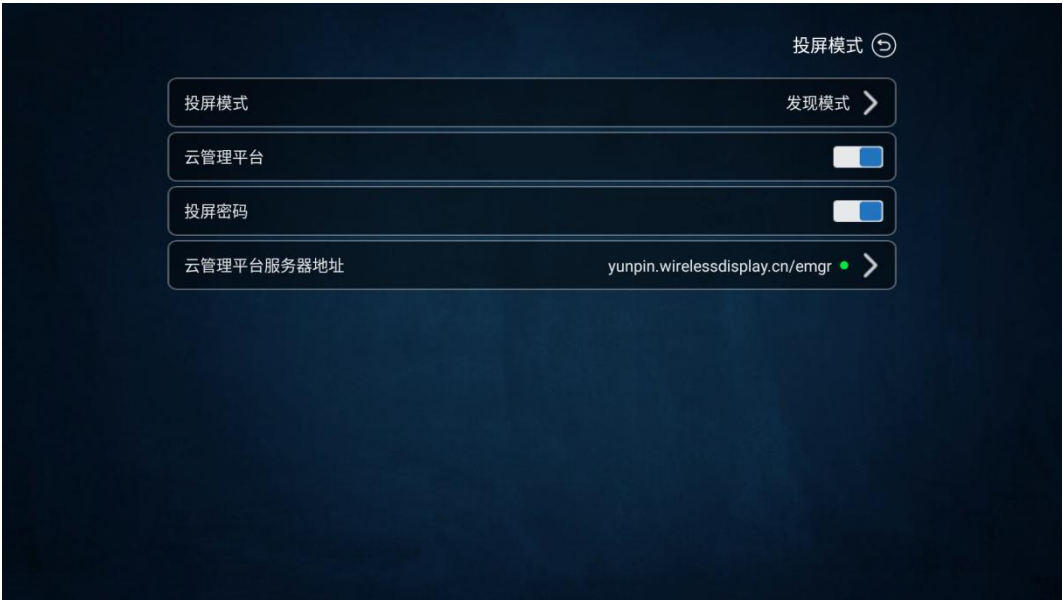 投屏模式
投屏模式 发现模式
云管理平台
投屏密码
云管理平台服务器地址 yunpin.wirelessdisplay.cn/emgr